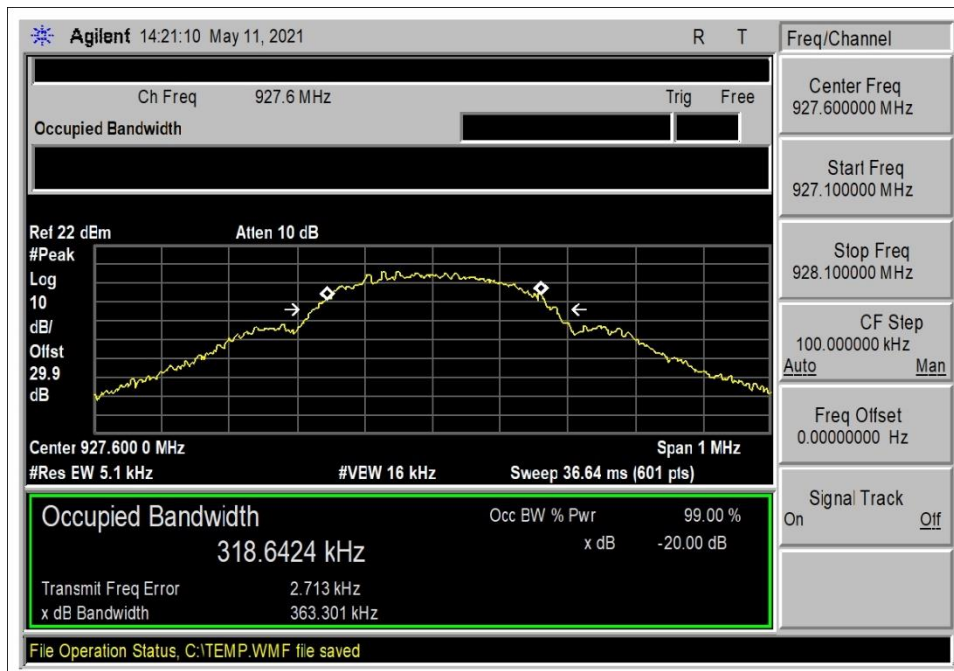 Agilent 14:21:10 May 11, 2021 R T
Freq/Channel
Ch Freq 927.6 MHz Trig Free
Occupied Bandwidth
Center Freq
927.600000 MHz
Start Freq
927.100000 MHz
Stop Freq
928.100000 MHz
CF Step
100.000000 kHz
Auto Man
Freq Offset
0.00000000 Hz
Signal Track
On Off
Ref 22 dBm Atten 10 dB
#Peak
Log
10
dB/
Offst
29.9
dB
Center 927.600 0 MHz Span 1 MHz
#Res EW 5.1 kHz #VBW 16 kHz Sweep 36.64 ms (601 pts)
Occupied Bandwidth Occ BW % Pwr 99.00 %
318.6424 kHz x dB -20.00 dB
Transmit Freq Error 2.713 kHz
x dB Bandwidth 363.301 kHz
File Operation Status, C:\TEMP.WMF file saved